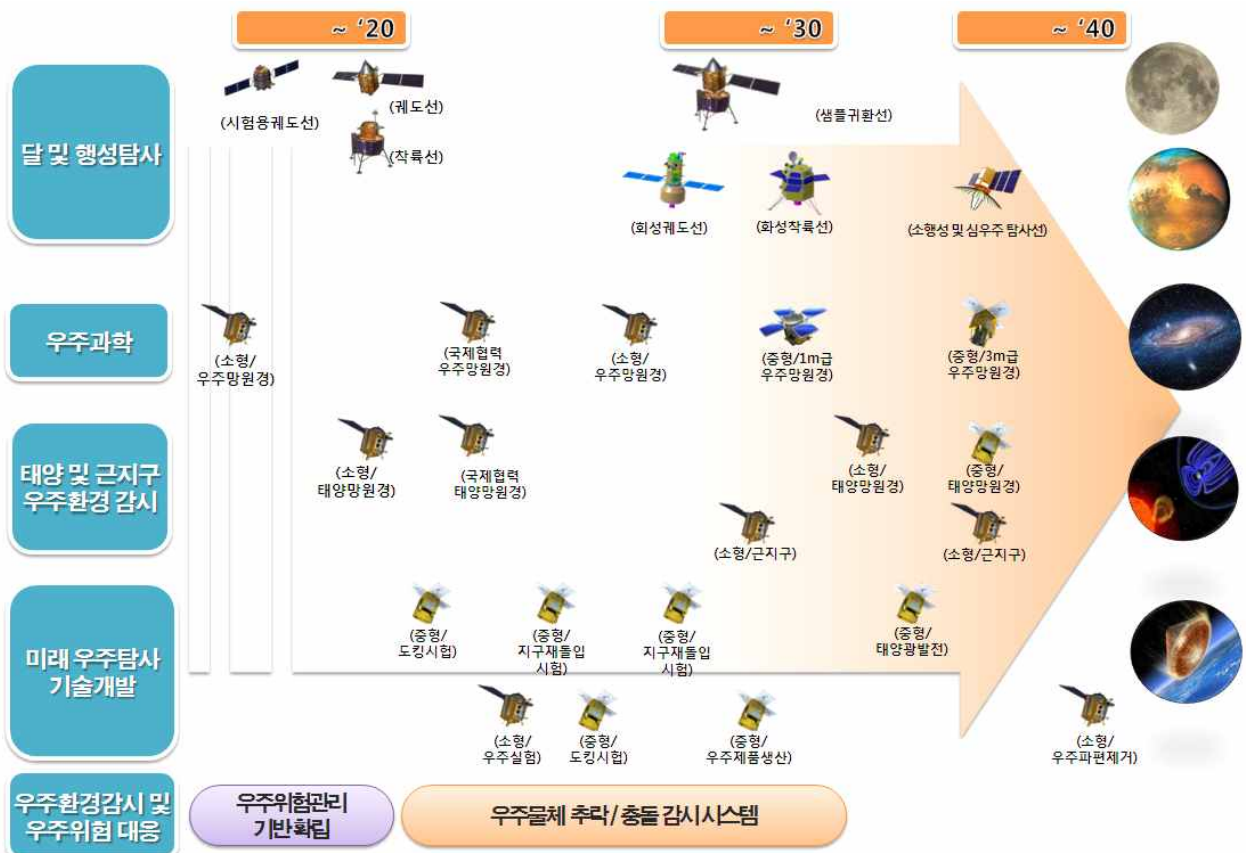 ~ ‘20
~ ‘30
~ ‘40
달 및 행성탐사
(시험용궤도선)
(궤도선)
(착륙선)
(샘플귀환선)
(회성궤도선)
(화성착륙선)
(소행성 및 심우주 탐사선)
우주과학
(소형/
우주망원경)
(국제협력
우주망원경)
(소형/
우주망원경)
(중형/1m급
우주망원경)
(중형/3m급
우주망원경)
태양 및 근지구
우주환경 감시
(소형/
태양망원경)
(국제협력
태양망원경)
(소형/
태양망원경)
(중형/
태양망원경)
(소형/근지구)
(소형/근지구)
미래 우주탐사
기술개발
(중형/
도킹시험)
(중형/
지구재돌입
시험)
(중형/
지구재돌입
시험)
(중형/
태양광발전)
(소형/
우주실험)
(중형/
도킹시험)
(중형/
우주제품생산)
(소형/
우주파편제거)
우주환경감시 및
우주위험 대응
우주위험관리
기반확립
우주물체 추락 / 충돌 감시 시스템